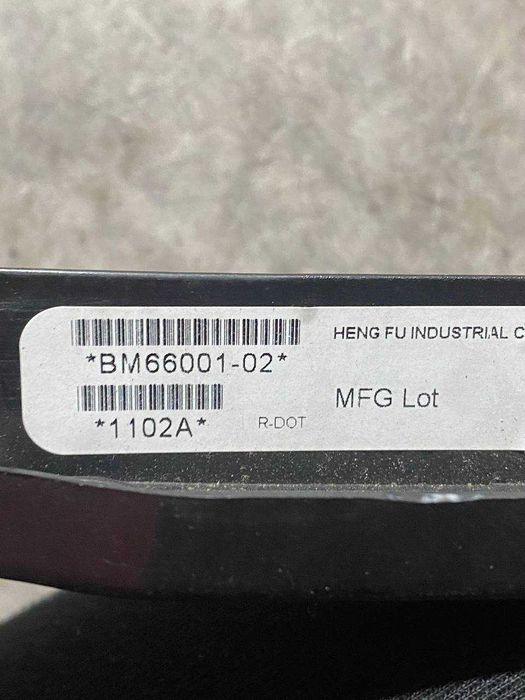 *BM66001-02*
*1102A*
R-DOT
HENG FU INDUSTRIAL C
MFG Lot